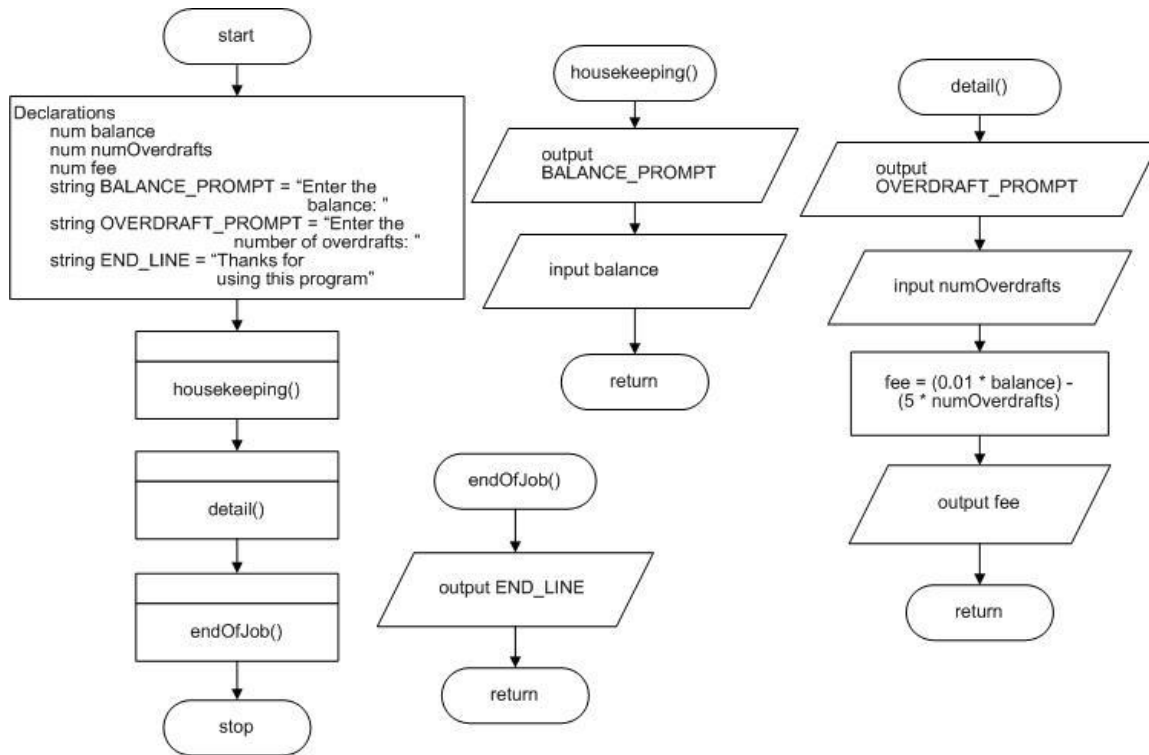 start
Declarations
num balance
num numOverdrafts
num fee
string BALANCE_PROMPT = “Enter the
balance: ”
string OVERDRAFT_PROMPT = “Enter the
number of overdrafts: ”
string END_LINE = “Thanks for
using this program”
housekeeping()
detail()
endOfJob()
stop
housekeeping()
output
BALANCE_PROMPT
input balance
return
endOfJob()
output END_LINE
return
detail()
output
OVERDRAFT_PROMPT
input numOverdrafts
fee = (0.01 * balance) -
(5 * numOverdrafts)
output fee
return